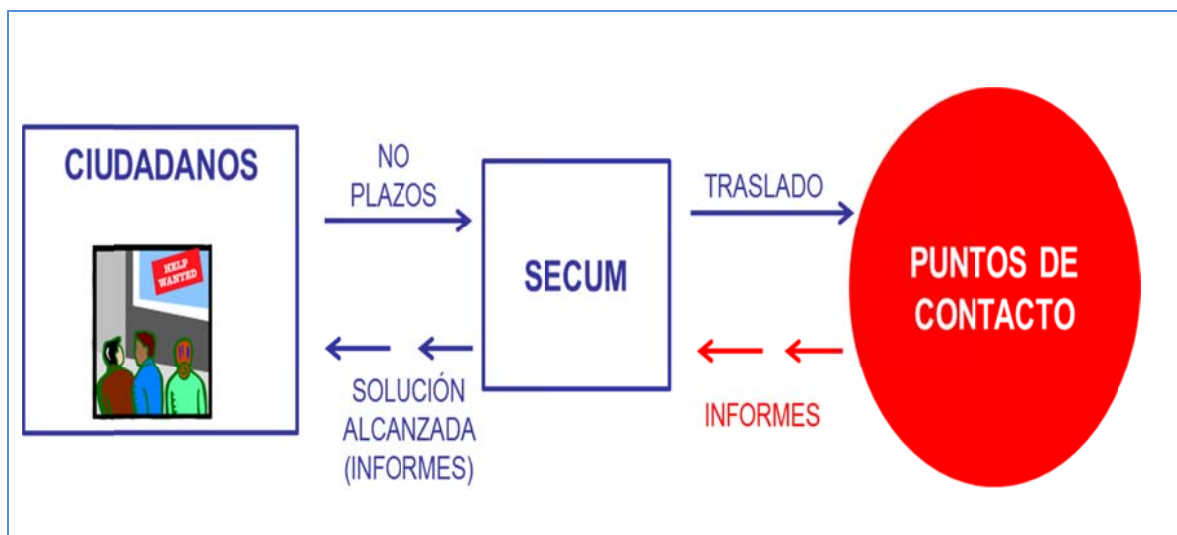 CIUDADANOS
HELP
WANTED
NO
PLAZOS
SOLUCIÓN
ALCANZADA
(INFORMES)
SECUM
TRASLADO
INFORMES
PUNTOS DE
CONTACTO